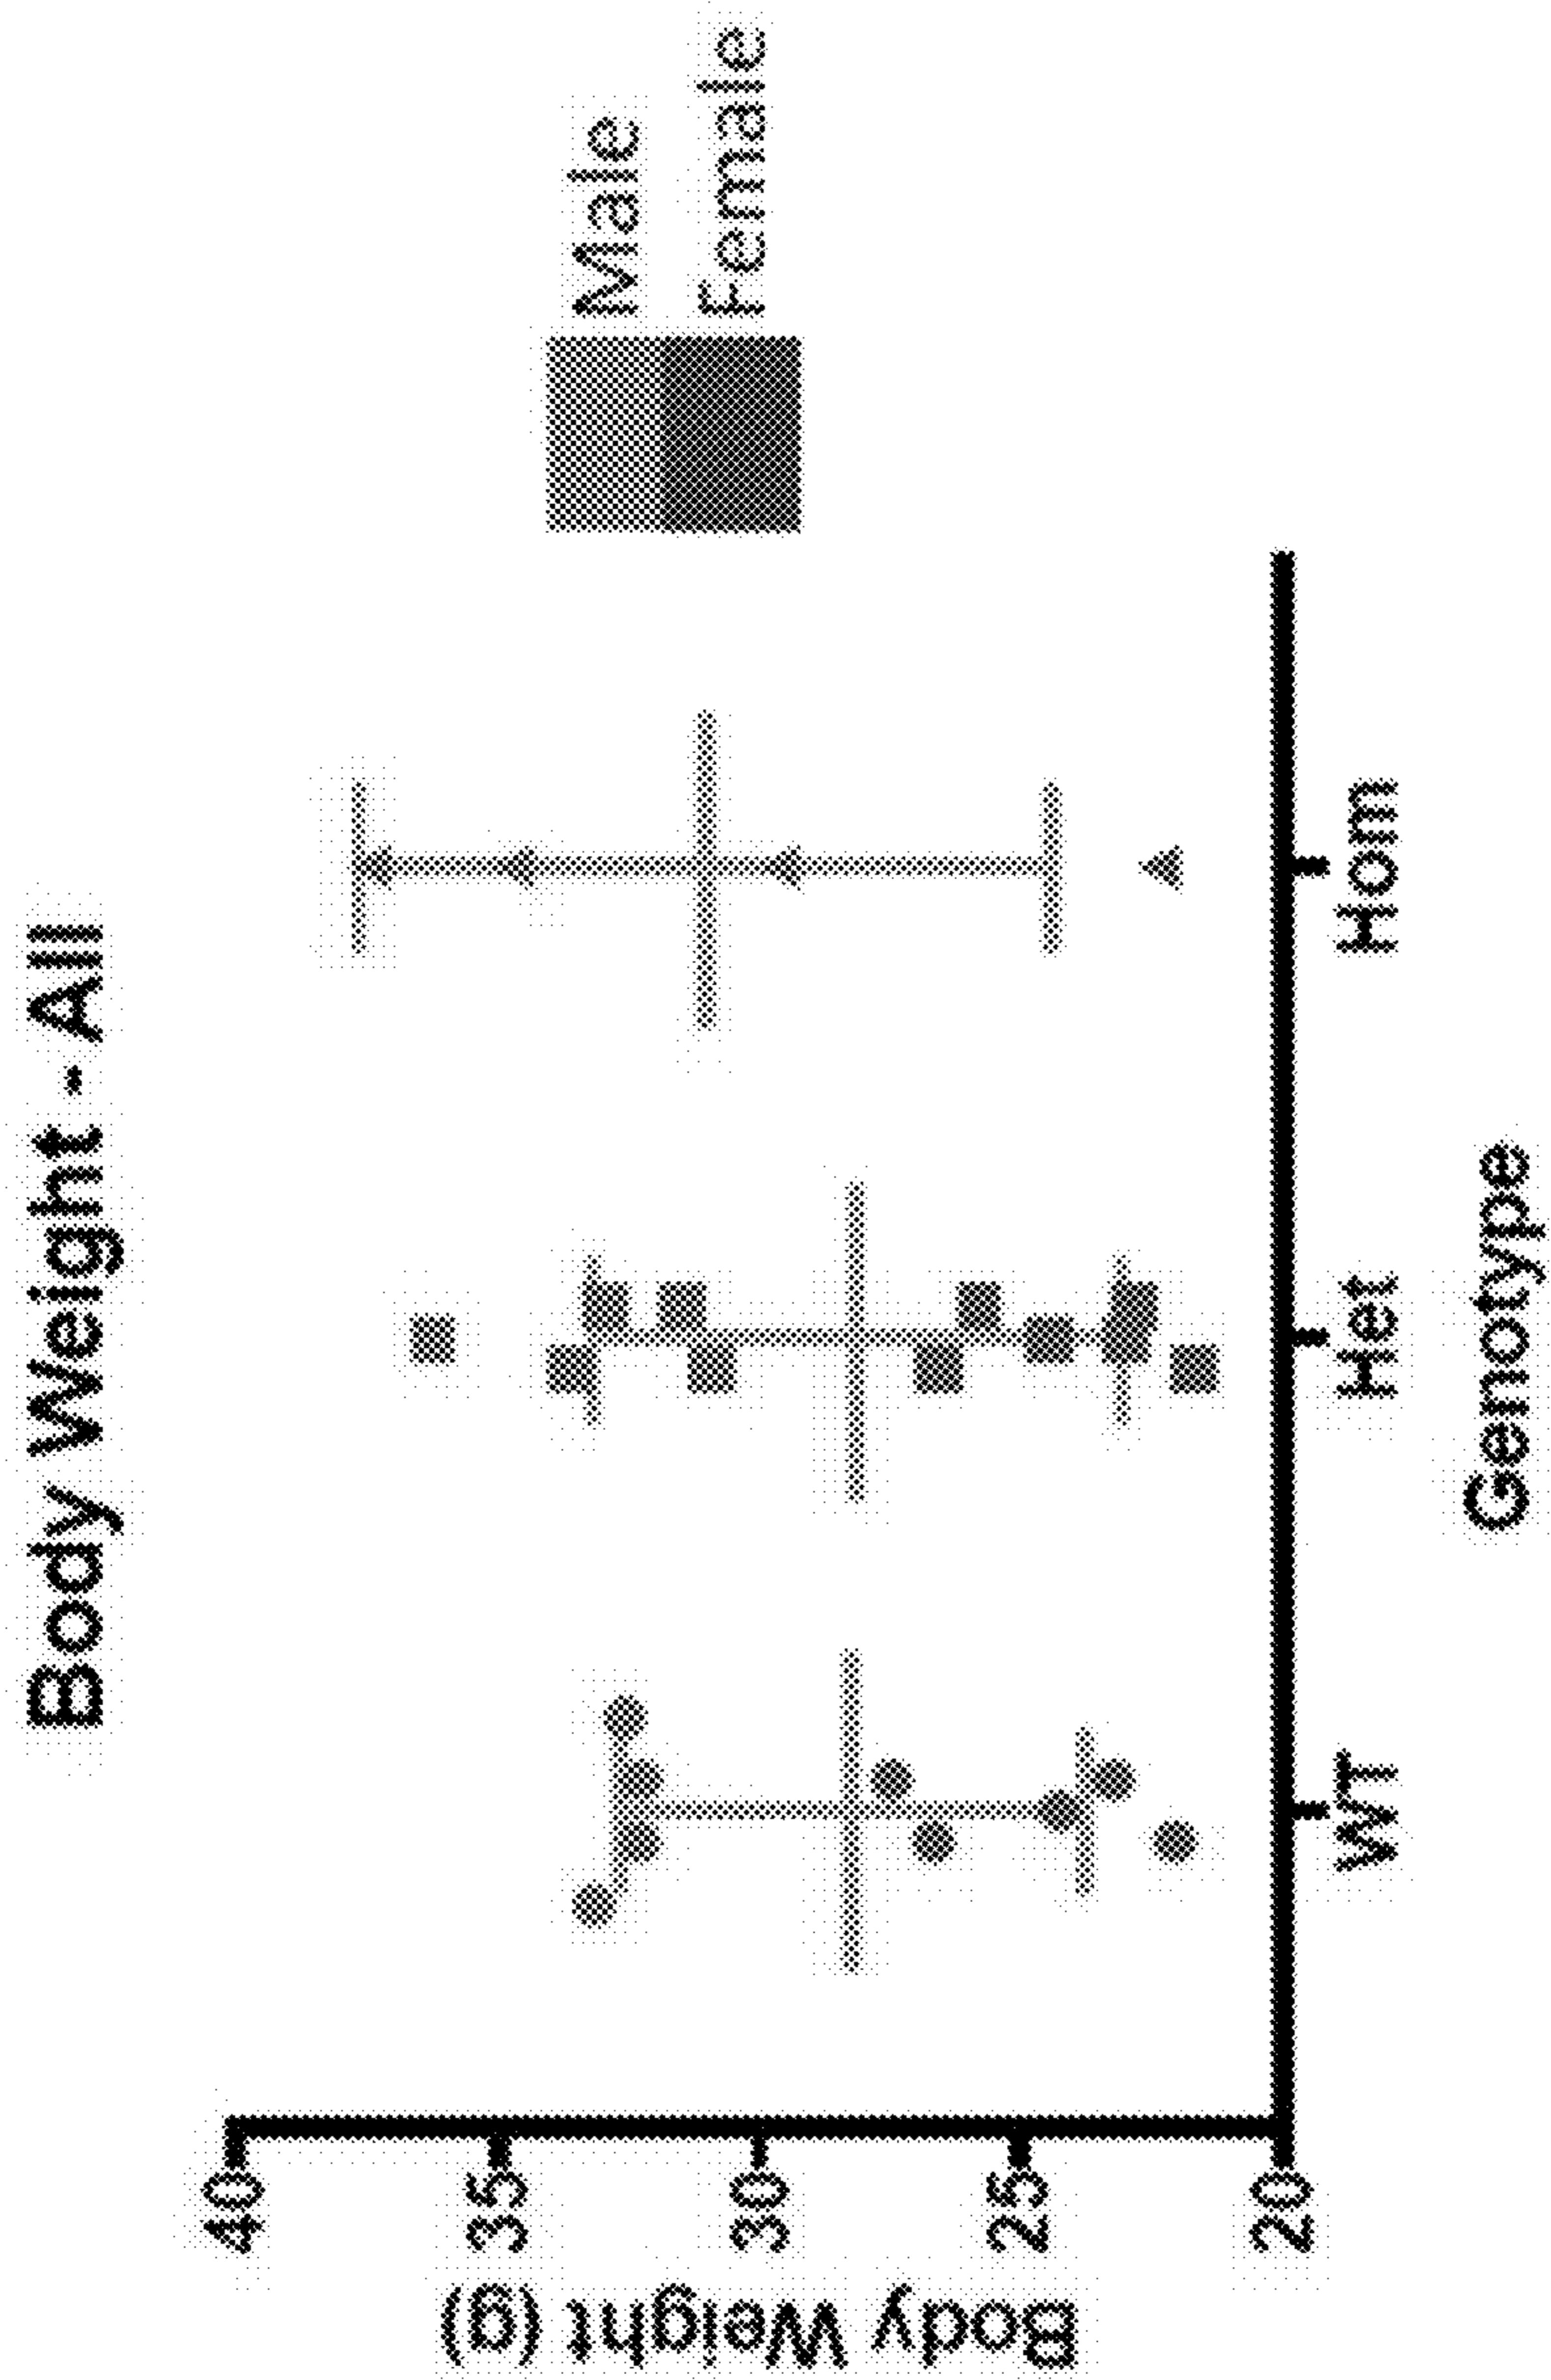 Body Weight - All
Body Weight (g)
40
35
30
25
20
WT
Het
Hom
Genotype
Male
Female